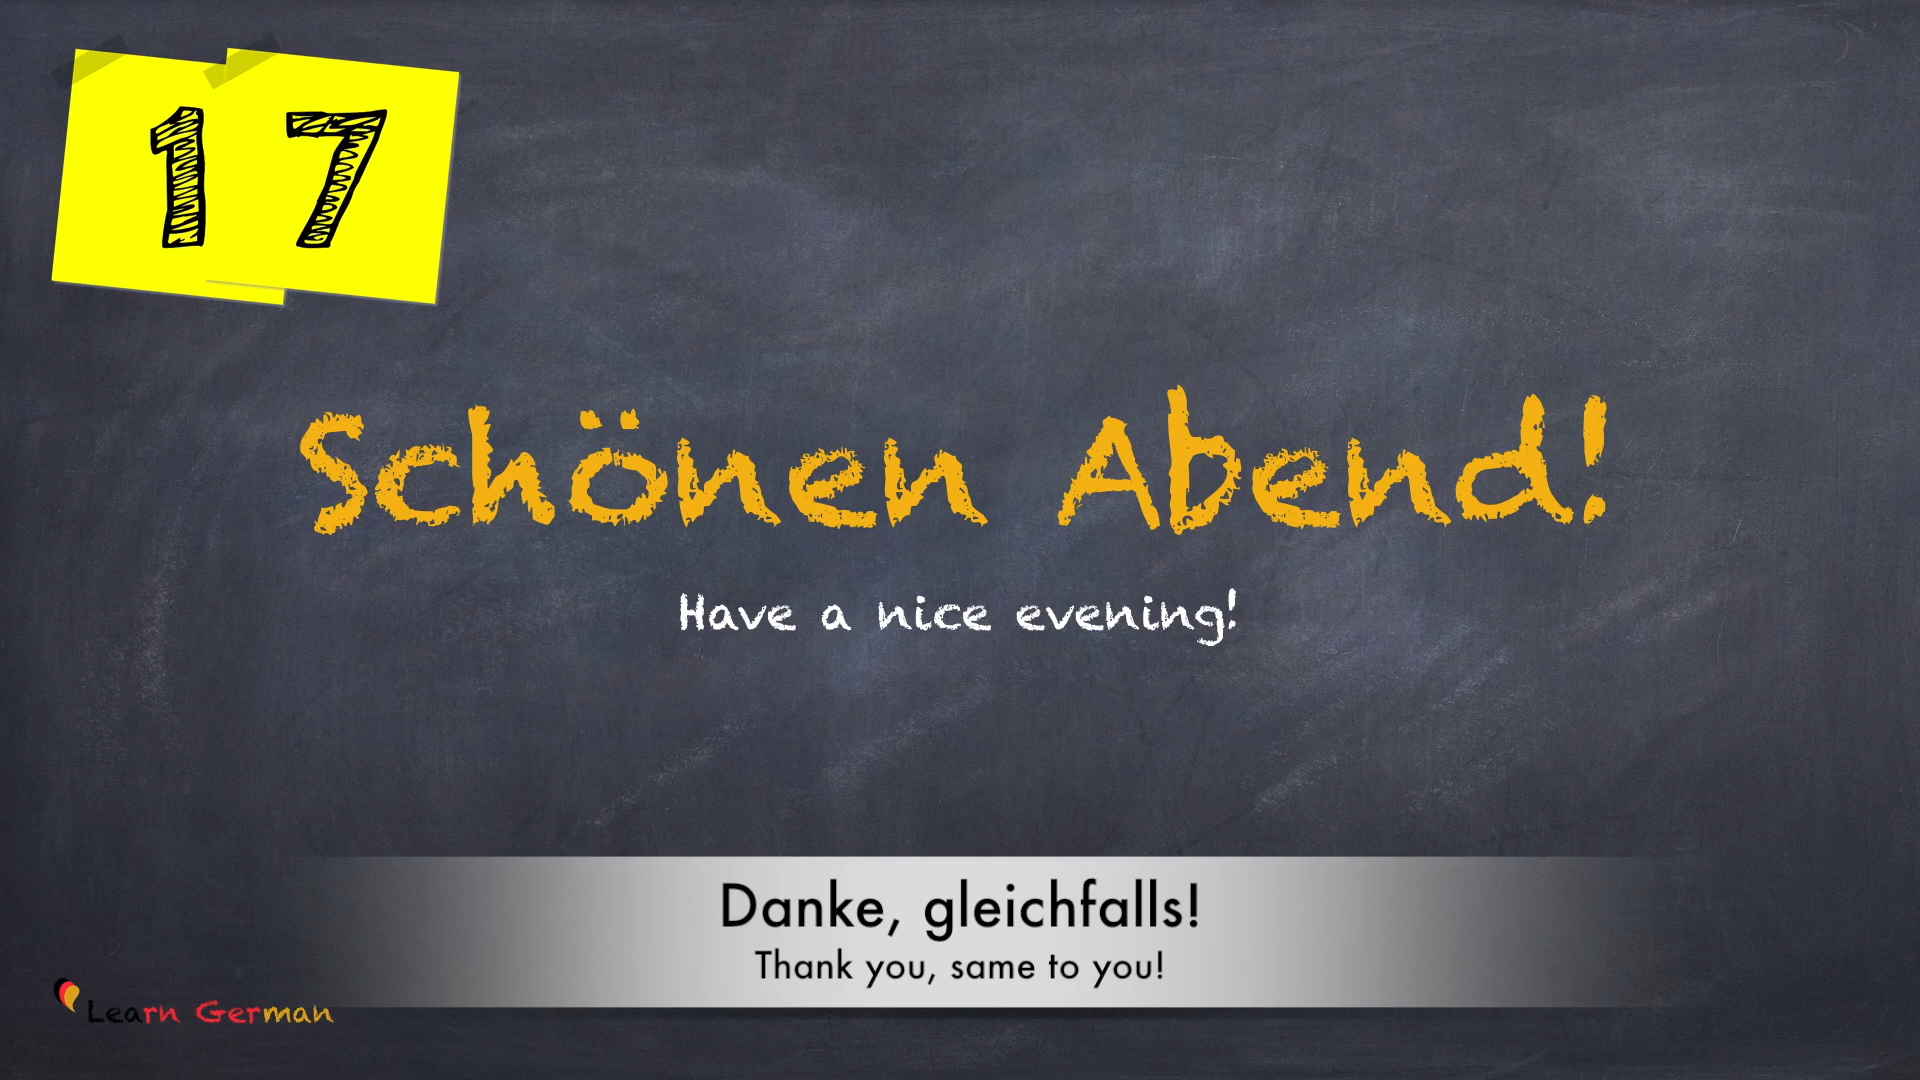 17
Schönen Abend!
Have a nice evening!
Danke, gleichfalls!
Thank you, same to you!
Learn German